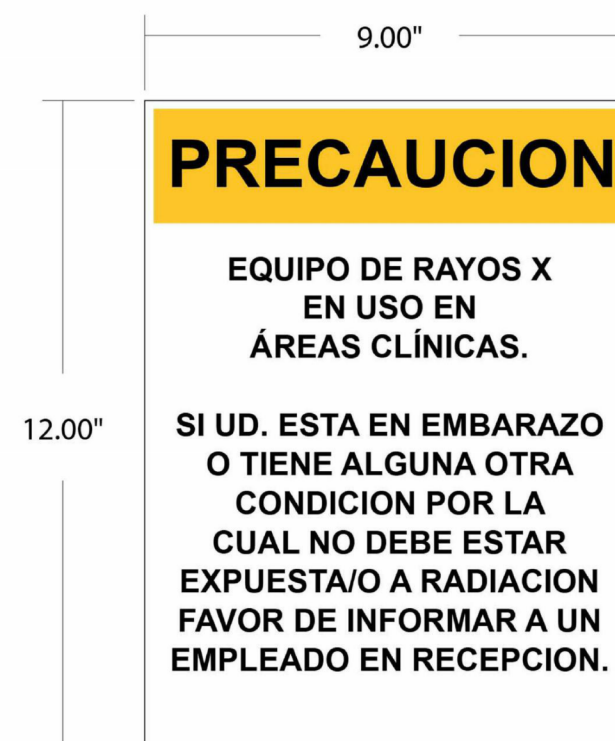 9.00"
PRECAUCION
EQUIPO DE RAYOS X
EN USO EN
ÁREAS CLÍNICAS.
12.00"
SI UD. ESTA EN EMBARAZO
O TIENE ALGUNA OTRA
CONDICION POR LA
CUAL NO DEBE ESTAR
EXPUESTA/O A RADIACION
FAVOR DE INFORMAR A UN
EMPLEADO EN RECEPCION.